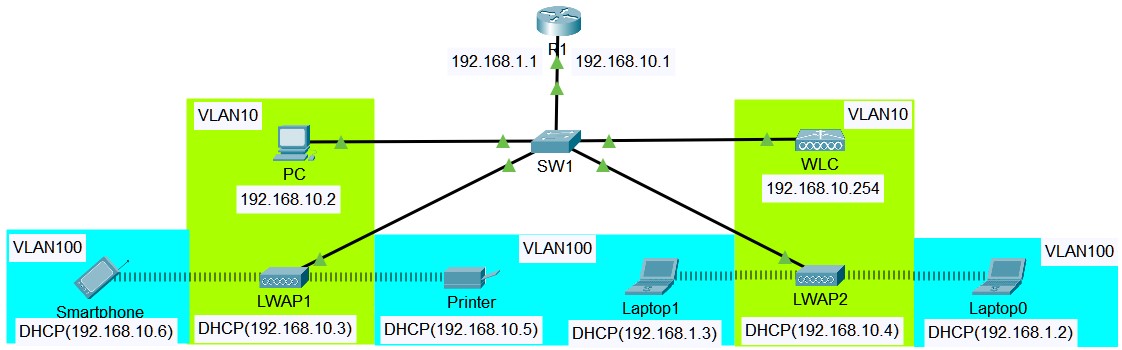 R1
192.168.1.1
192.168.10.1
VLAN10
VLAN10
PC
SW1
WLC
192.168.10.2
192.168.10.254
VLAN100
VLAN100
VLAN100
Smartphone
LWAP1
Printer
Laptop1
LWAP2
Laptop0
DHCP(192.168.10.6)
DHCP(192.168.10.3)
DHCP(192.168.10.5)
DHCP(192.168.1.3)
DHCP(192.168.10.4)
DHCP(192.168.1.2)